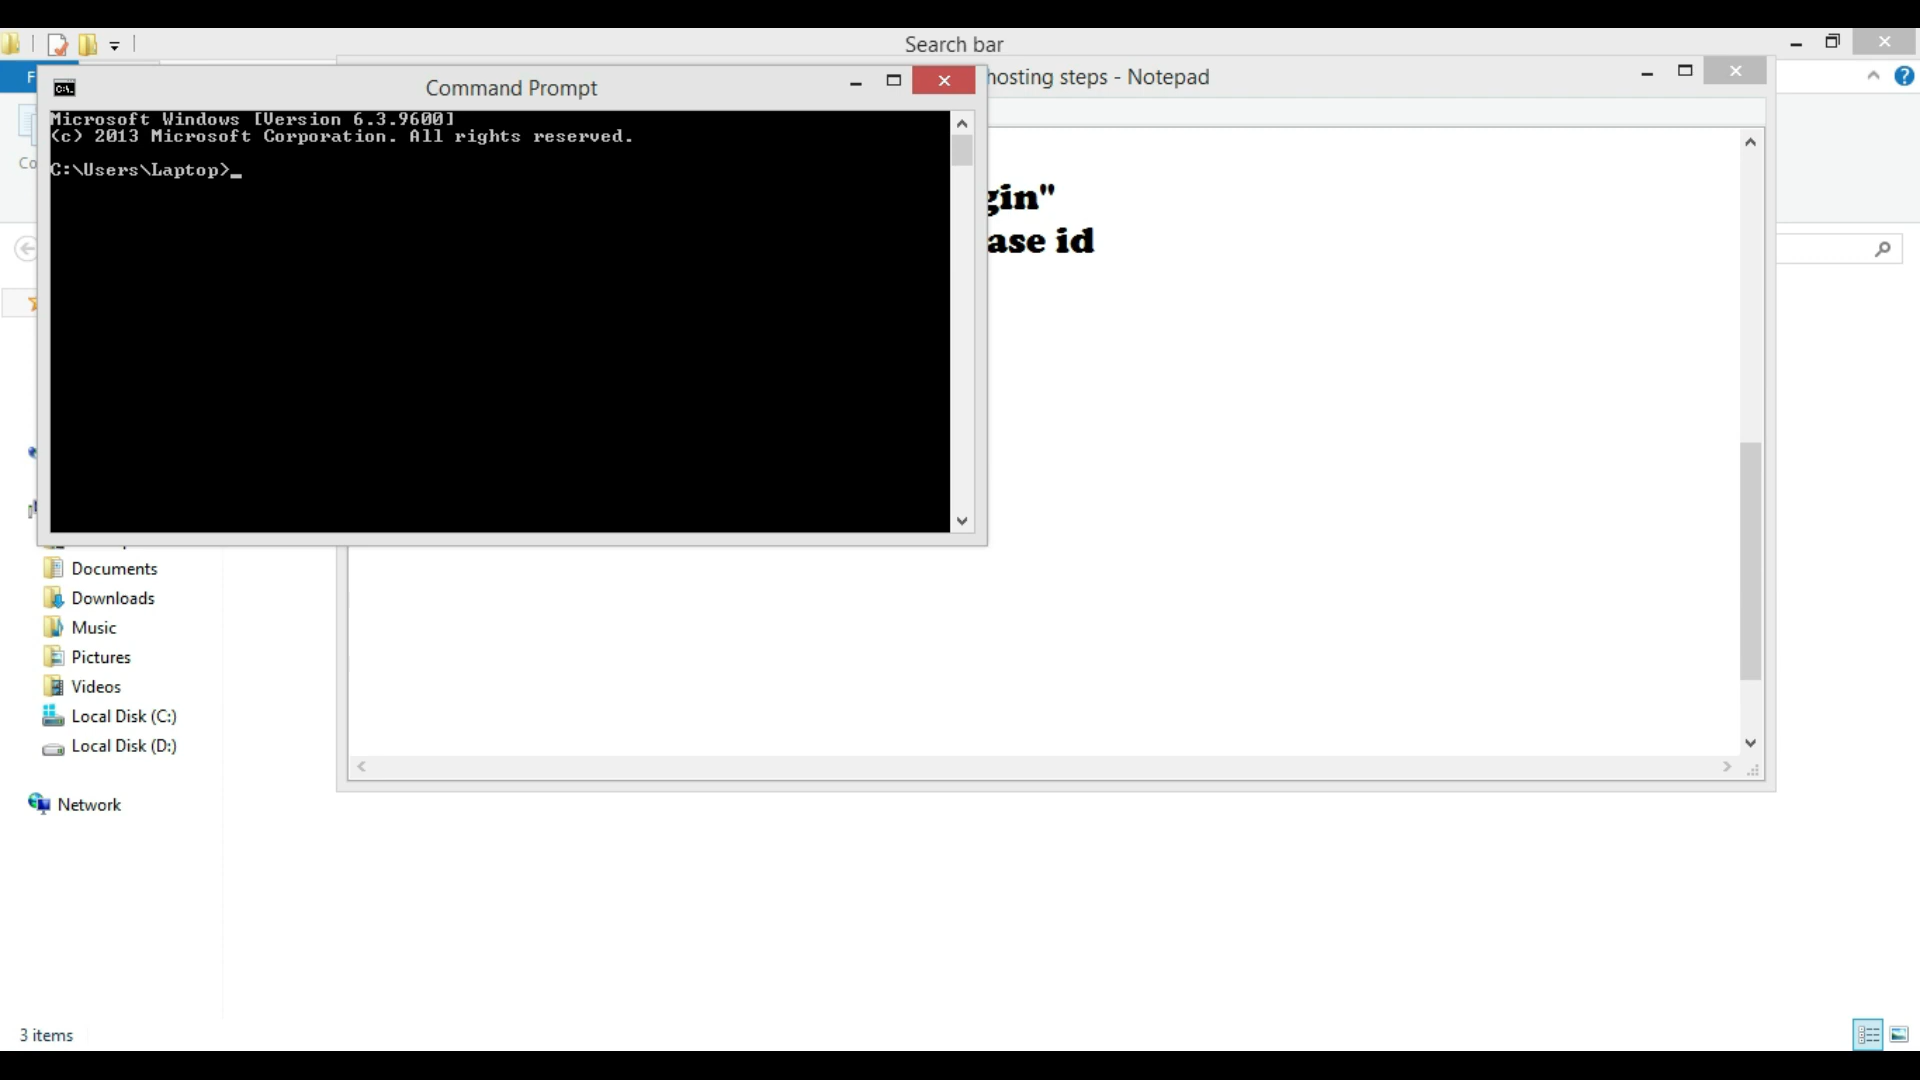 Search bar
hosting steps - Notepad
Command Prompt
Microsoft Windows [Version 6.3.9600]
(c) 2013 Microsoft Corporation. All rights reserved.
C:\Users\Laptop>_
gin"
ase id
Documents
Downloads
Music
Pictures
Videos
Local Disk (C:)
Local Disk (D:)
Network
3 items